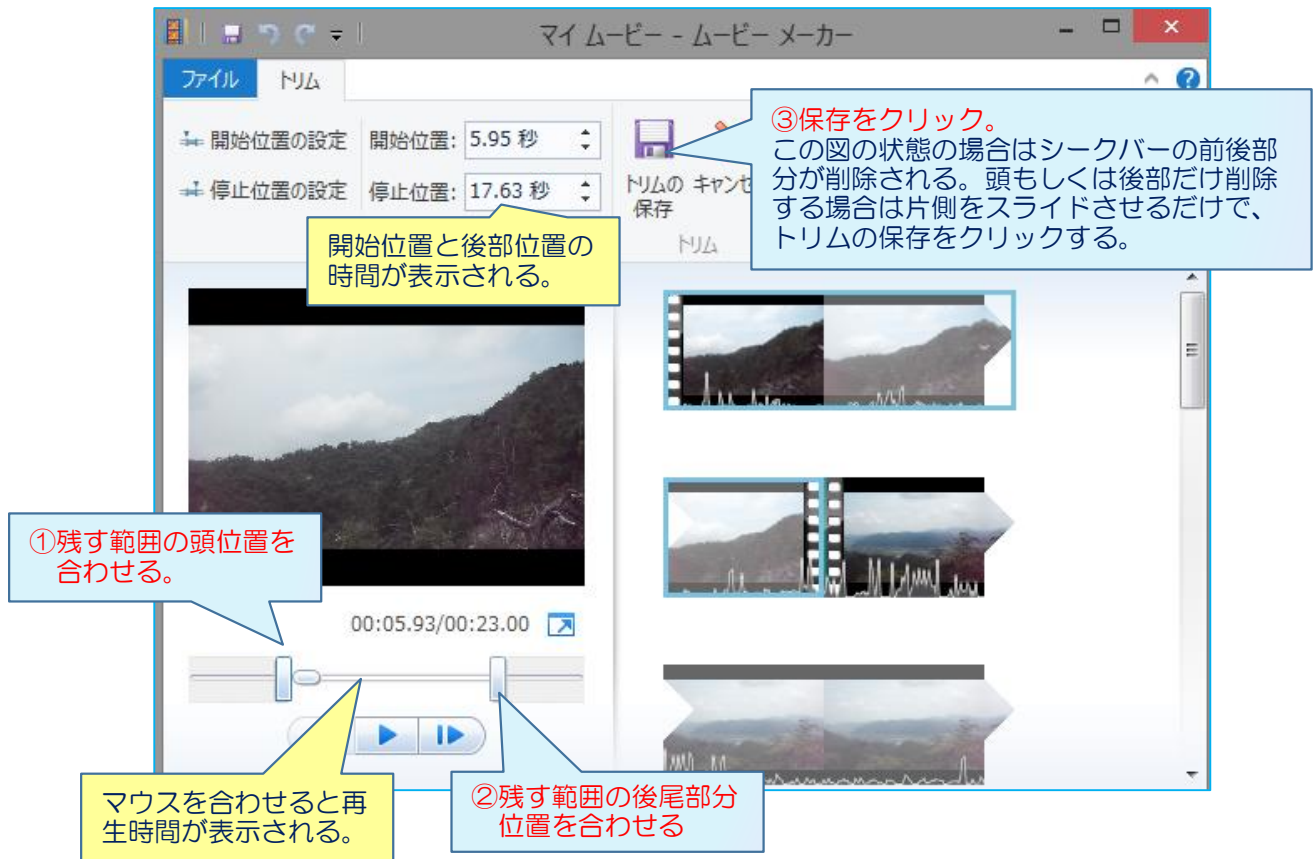 マイ ムービー - ムービー メーカー
ファイル
トリム
開始位置の設定
開始位置: 5.95 秒
停止位置の設定
停止位置: 17.63 秒
トリムの
保存
トリム
③保存をクリック。
この図の状態の場合はシークバーの前後部
分が削除される。頭もしくは後部だけ削除
する場合は片側をスライドさせるだけで、
トリムの保存をクリックする。
開始位置と後部位置の
時間が表示される。
①残す範囲の頭位置を
合わせる。
00:05.93/00:23.00
マウスを合わせると再
生時間が表示される。
②残す範囲の後尾部分
位置を合わせる